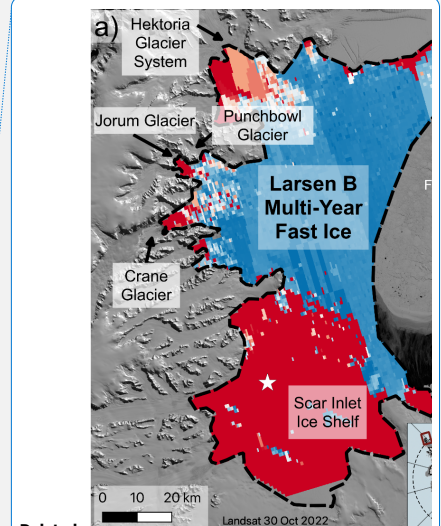 a)
Hektoria
Glacier
System
Jorum Glacier
Punchbowl
Glacier
Larsen B
Multi-Year
Fast Ice
F
Crane
Glacier
Scar Inlet
Ice Shelf
0 10 20 km
Landsat 30 Oct 2022